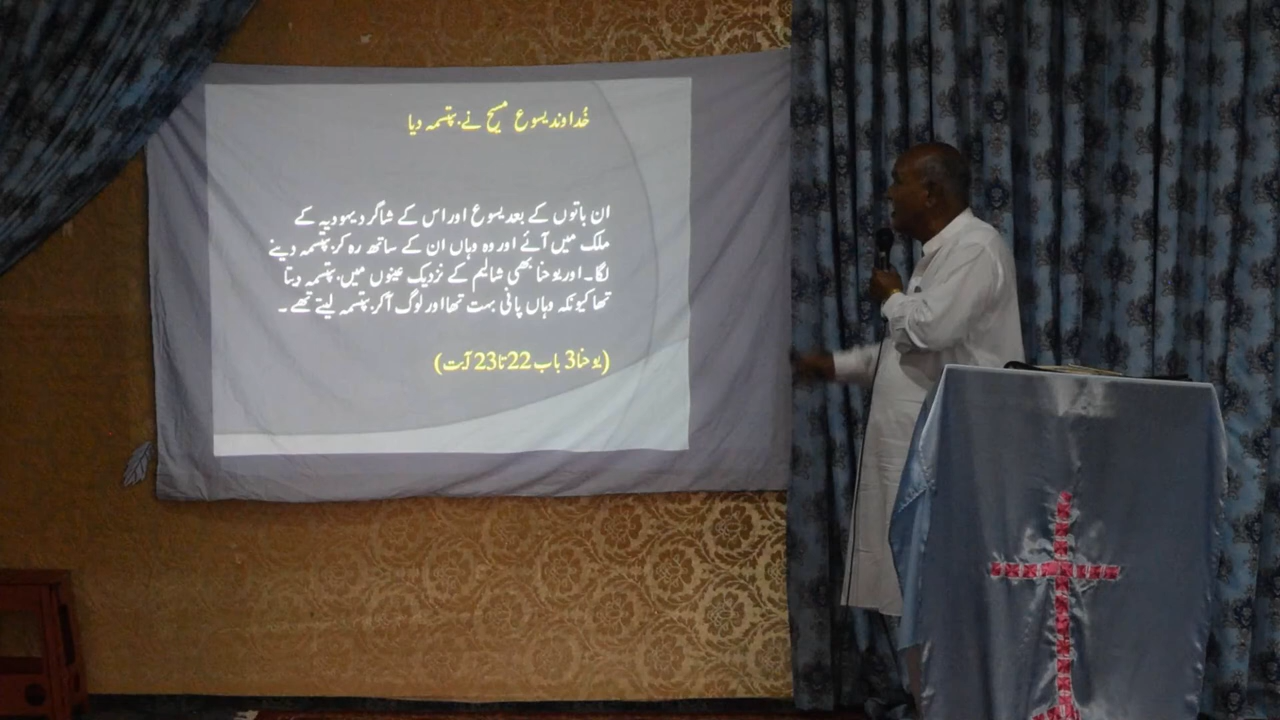 خُداوند یسوع مسیح نے بپتسمہ دیا
ان باتوں کے بعد یسوع اور اس کے شاگرد یہودیہ کے
ملک میں آئے اور وہ وہاں ان کے ساتھ رہ کر بپتسمہ دینے
لگا۔ اور یوحنا بھی شالیم کے نزدیک عینوں میں بپتسمہ دیتا
تھا کیونکہ وہاں پانی بہت تھا اور لوگ آکر بپتسمہ لیتے تھے۔
(یوحنا 3 باب 22 تا 23 آیت)